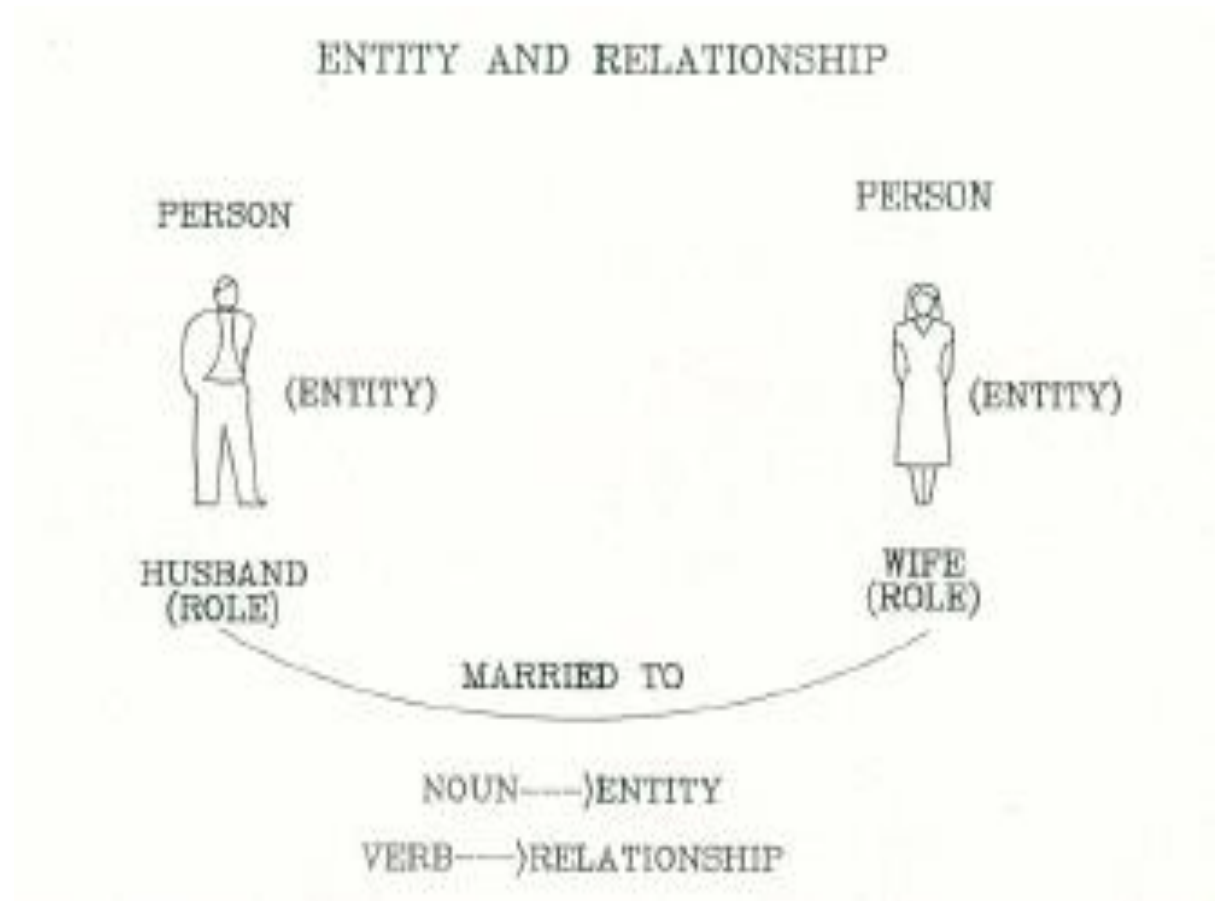 ENTITY AND RELATIONSHIP
PERSON
PERSON
(ENTITY)
(ENTITY)
HUSBAND
(ROLE)
WIFE
(ROLE)
MARRIED TO
NOUN---->ENTITY
VERB---->RELATIONSHIP